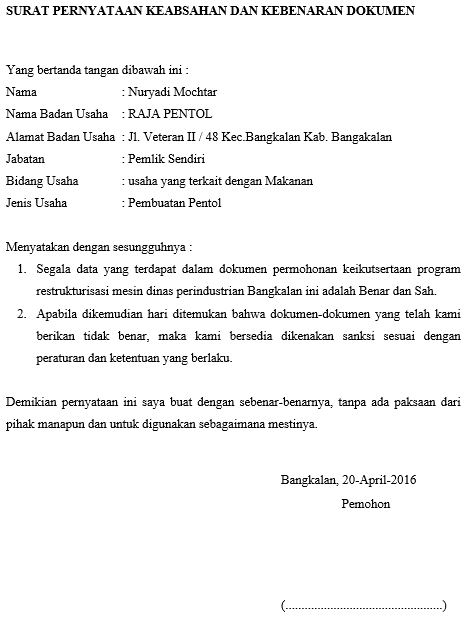 SURAT PERNYATAAN KEABSAHAN DAN KEBENARAN DOKUMEN
Yang bertanda tangan dibawah ini :
Nama : Nuryadi Mochtar
Nama Badan Usaha : RAJA PENTOL
Alamat Badan Usaha : Jl. Veteran II / 48 Kec.Bangkalan Kab. Bangakalan
Jabatan : Pemlik Sendiri
Bidang Usaha : usaha yang terkait dengan Makanan
Jenis Usaha : Pembuatan Pentol
Menyatakan dengan sesungguhnya :
1. Segala data yang terdapat dalam dokumen permohonan keikutsertaan program
restrukturisasi mesin dinas perindustrian Bangkalan ini adalah Benar dan Sah.
2. Apabila dikemudian hari ditemukan bahwa dokumen-dokumen yang telah kami
berikan tidak benar, maka kami bersedia dikenakan sanksi sesuai dengan
peraturan dan ketentuan yang berlaku.
Demikian pernyataan ini saya buat dengan sebenar-benarnya, tanpa ada paksaan dari
pihak manapun dan untuk digunakan sebagaimana mestinya.
Bangkalan, 20-April-2016
Pemohon
(.................................................)